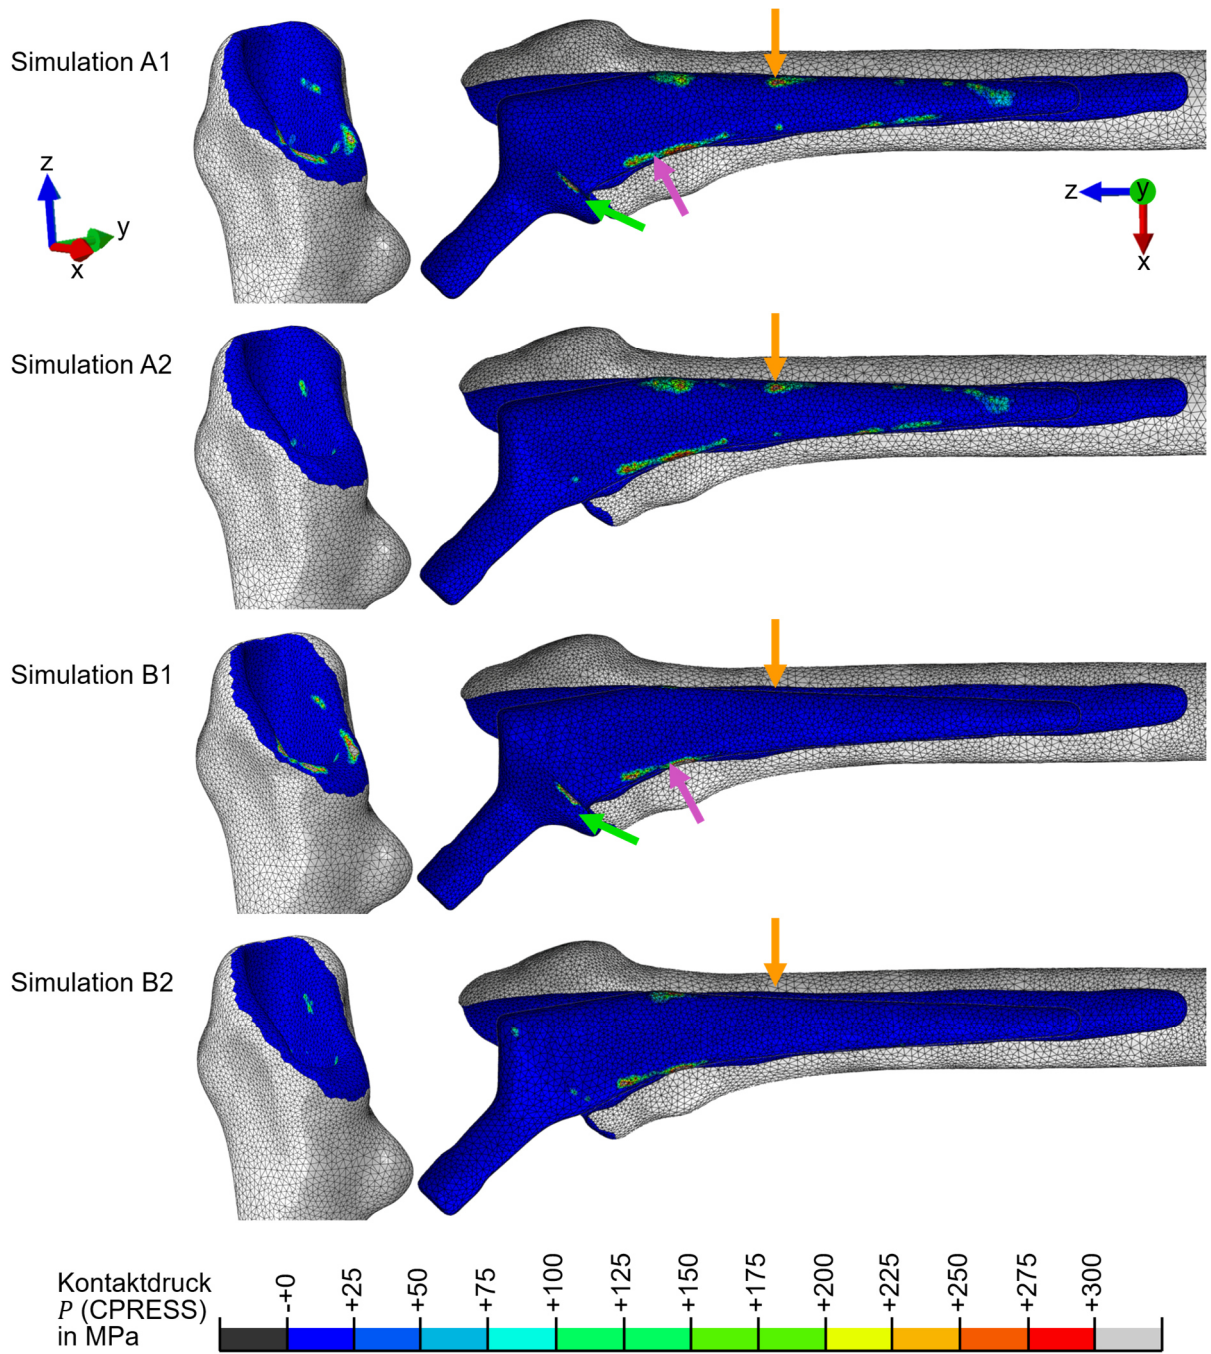 Simulation A1
z
y
x
z
y
x
Simulation A2
Simulation B1
Simulation B2
Kontaktdruck
P (CPRESS)
in MPa
-+0
+25
+50
+75
+100
+125
+150
+175
+200
+225
+250
+275
+300